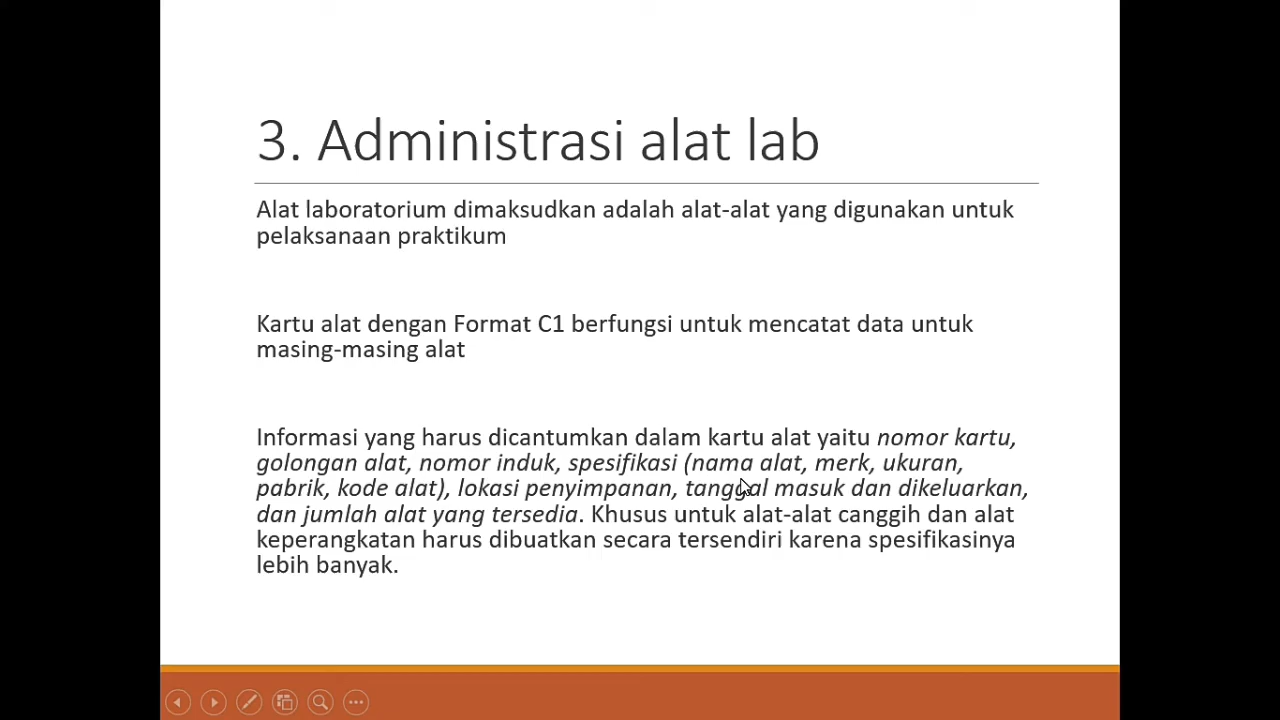 3. Administrasi alat lab
Alat laboratorium dimaksudkan adalah alat-alat yang digunakan untuk
pelaksanaan praktikum
Kartu alat dengan Format C1 berfungsi untuk mencatat data untuk
masing-masing alat
Informasi yang harus dicantumkan dalam kartu alat yaitu nomor kartu,
golongan alat, nomor induk, spesifikasi (nama alat, merk, ukuran,
pabrik, kode alat), lokasi penyimpanan, tanggal masuk dan dikeluarkan,
dan jumlah alat yang tersedia. Khusus untuk alat-alat canggih dan alat
keperangkatan harus dibuatkan secara tersendiri karena spesifikasinya
lebih banyak.